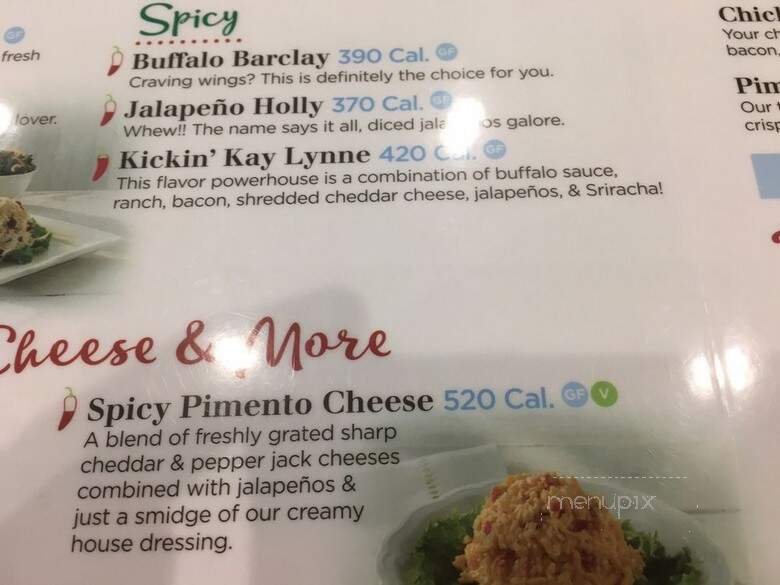 Spicy
GF
fresh
Buffalo Barclay 390 Cal. GF
Craving wings? This is definitely the choice for you.
Jalapeño Holly 370 Cal. GF
lover.
Whew!! The name says it all, diced galore.
Kickin' Kay Lynne 420 GF
This flavor powerhouse is a combination of buffalo sauce,
ranch, bacon, shredded cheddar cheese, jalapeños, & Sriracha!
Your
bacon,
Our
Cheese & More
Spicy Pimento Cheese 520 Cal. GF V
A blend of freshly grated sharp
cheddar & pepper jack cheeses
combined with jalapeños &
just a smidge of our creamy
house dressing.
menupix